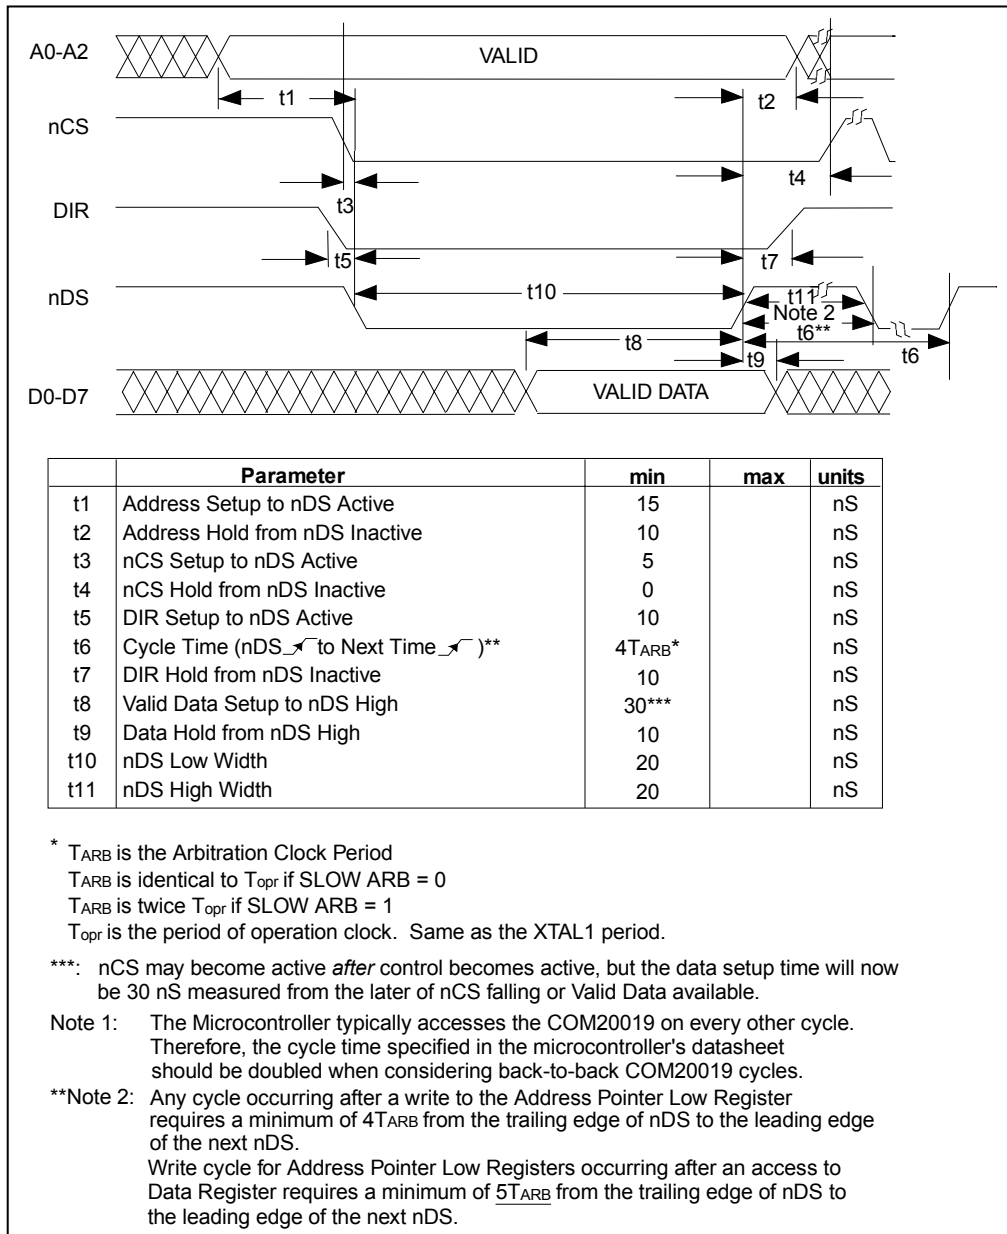 A0-A2
VALID
t1
t2
nCS
t4
t3
DIR
t5
t7
nDS
t10
t11
Note 2
t6**
t8
t9
t6
D0-D7
VALID DATA
Parameter min max units
t1 Address Setup to nDS Active 15 nS
t2 Address Hold from nDS Inactive 10 nS
t3 nCS Setup to nDS Active 5 nS
t4 nCS Hold from nDS Inactive 0 nS
t5 DIR Setup to nDS Active 10 nS
t6 Cycle Time (nDS to Next Time )** 4TARB* nS
t7 DIR Hold from nDS Inactive 10 nS
t8 Valid Data Setup to nDS High 30*** nS
t9 Data Hold from nDS High 10 nS
t10 nDS Low Width 20 nS
t11 nDS High Width 20 nS
* TARB is the Arbitration Clock Period
TARB is identical to Topr if SLOW ARB = 0
TARB is twice Topr if SLOW ARB = 1
Topr is the period of operation clock. Same as the XTAL1 period.
***: nCS may become active after control becomes active, but the data setup time will now
be 30 nS measured from the later of nCS falling or Valid Data available.
Note 1: The Microcontroller typically accesses the COM20019 on every other cycle.
Therefore, the cycle time specified in the microcontroller's datasheet
should be doubled when considering back-to-back COM20019 cycles.
**Note 2: Any cycle occurring after a write to the Address Pointer Low Register
requires a minimum of 4TARB from the trailing edge of nDS to the leading edge
of the next nDS.
Write cycle for Address Pointer Low Registers occurring after an access to
Data Register requires a minimum of 5TARB from the trailing edge of nDS to
the leading edge of the next nDS.